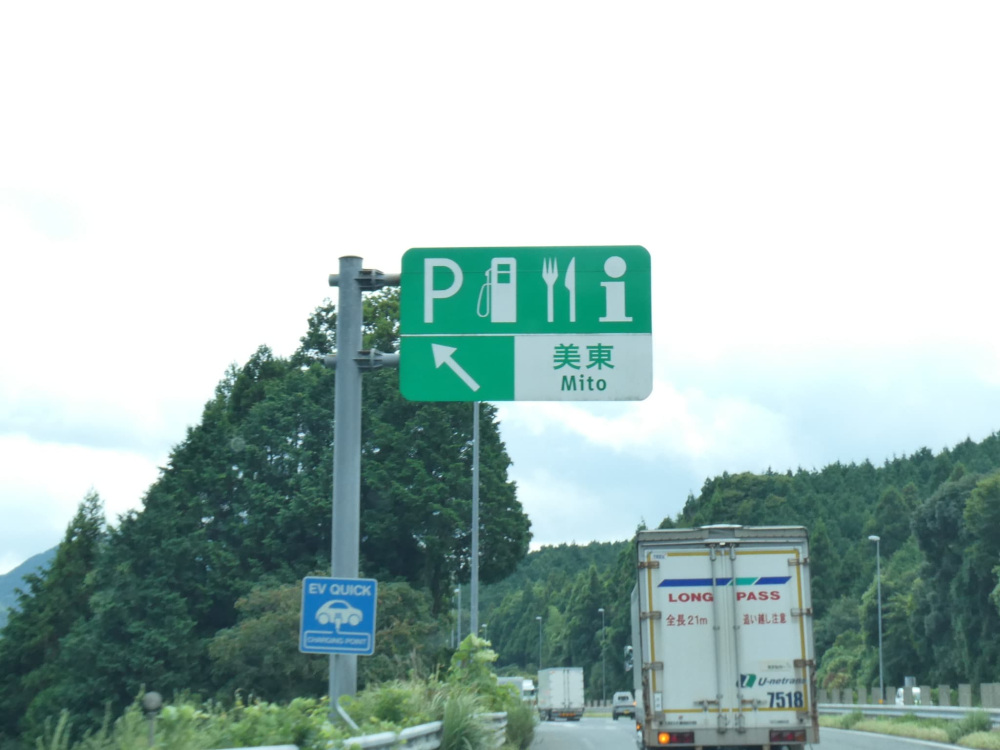 P
美東
Mito
EV QUICK
CHARGING POINT
LONG PASS
全長21m
追い越し注意
U-netrans
7518